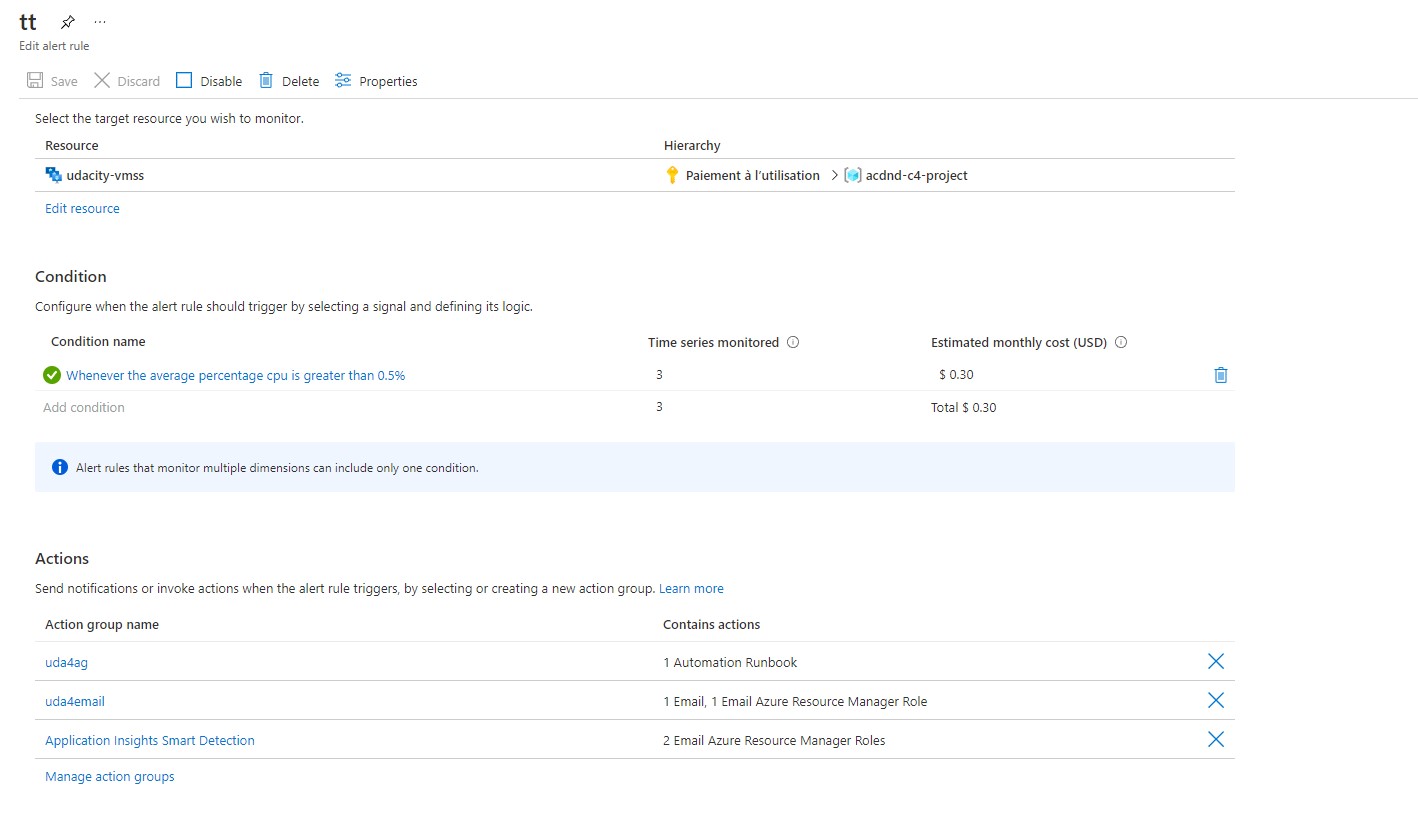 tt
Edit alert rule
Save Discard Disable Delete Properties
Select the target resource you wish to monitor.
Resource Hierarchy
udacity-vmss Paiement à l'utilisation > acdnd-c4-project
Edit resource
Condition
Configure when the alert rule should trigger by selecting a signal and defining its logic.
Condition name Time series monitored Estimated monthly cost (USD)
Whenever the average percentage cpu is greater than 0.5% 3 $ 0.30
Add condition 3 Total $ 0.30
Alert rules that monitor multiple dimensions can include only one condition.
Actions
Send notifications or invoke actions when the alert rule triggers, by selecting or creating a new action group. Learn more
Action group name Contains actions
uda4ag 1 Automation Runbook
uda4email 1 Email, 1 Email Azure Resource Manager Role
Application Insights Smart Detection 2 Email Azure Resource Manager Roles
Manage action groups